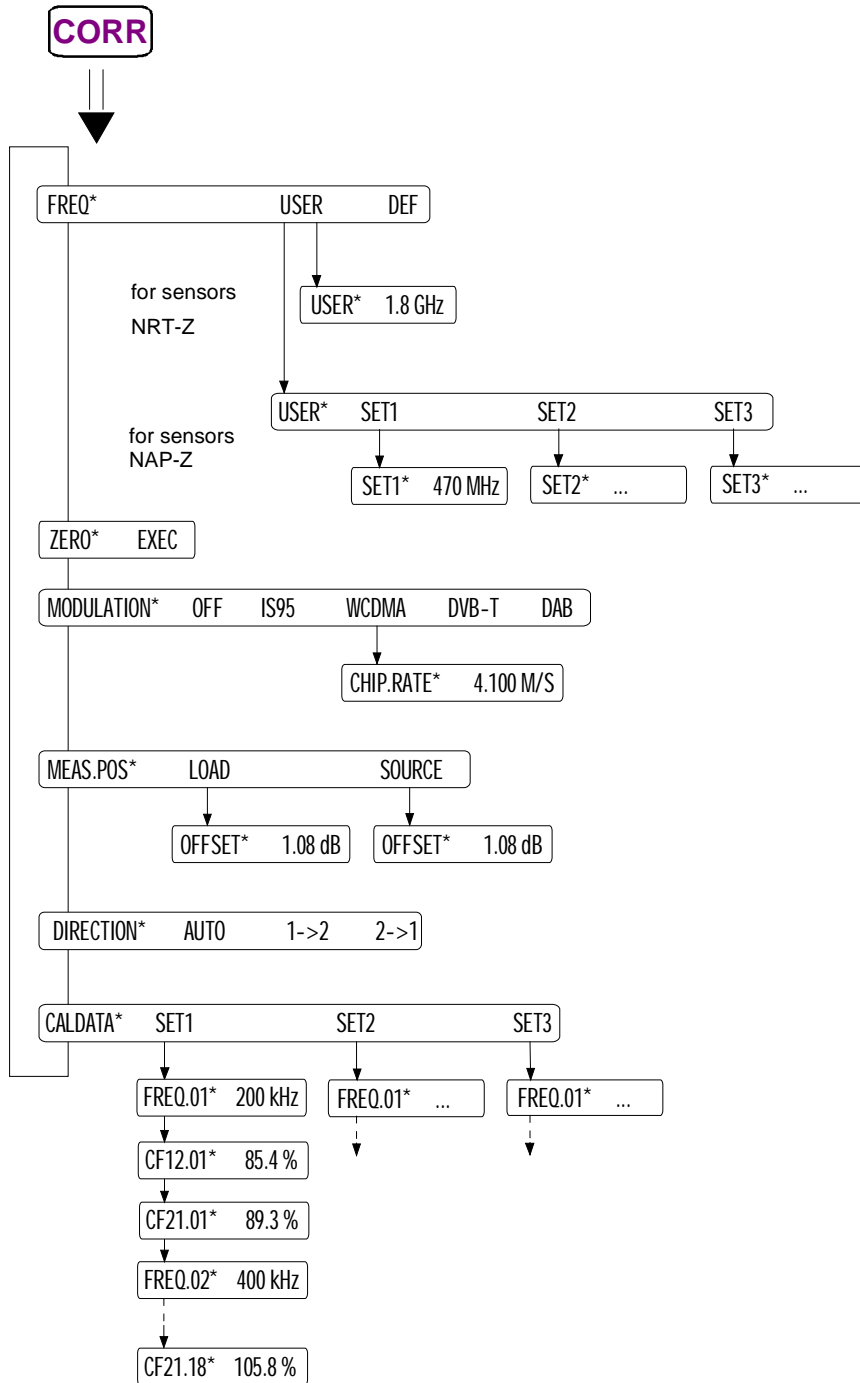 CORR
FREQ* USER DEF
for sensors
NRT-Z
USER* 1.8 GHz
USER* SET1 SET2 SET3
for sensors
NAP-Z
SET1* 470 MHz SET2* ... SET3* ...
ZERO* EXEC
MODULATION* OFF IS95 WCDMA DVB-T DAB
CHIP.RATE* 4.100 M/S
MEAS.POS* LOAD SOURCE
OFFSET* 1.08 dB OFFSET* 1.08 dB
DIRECTION* AUTO 1->2 2->1
CALDATA* SET1 SET2 SET3
FREQ.01* 200 kHz FREQ.01* ... FREQ.01* ...
CF12.01* 85.4 %
CF21.01* 89.3 %
FREQ.02* 400 kHz
CF21.18* 105.8 %